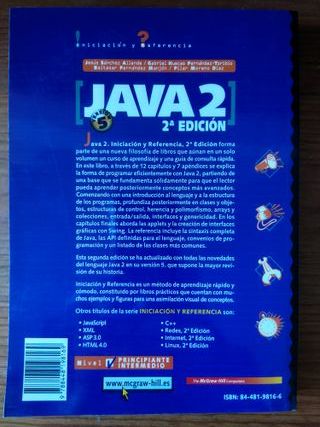 Iniciación y Referencia
Jesús Sánchez Allende / Gabriel Huecas Fernández-Toribio
Baltasar Fernández Manjón / Pilar Moreno Díaz
[JAVA 2]
5
2ª EDICIÓN
Java 2. Iniciación y Referencia, 2ª Edición forma
parte de una nueva filosofía de libros que aúnan en un solo
volumen un curso de aprendizaje y una guía de consulta rápida.
En este libro, a través de 12 capítulos y 7 apéndices se explica
la forma de programar eficientemente con Java 2, partiendo de
una base que se fundamenta sólidamente para que el lector
pueda aprender posteriormente conceptos más avanzados.
Comenzando con una introducción al lenguaje y a la estructura
de los programas, profundiza posteriormente en clases y obje-
tos, estructuras de control, herencia y polimorfismo, arrays y
colecciones, entrada/salida, interfaces y genericidad. En los
capítulos finales aborda las applets y la creación de interfaces
gráficas con Swing. La referencia incluye la sintaxis completa
de Java, las API definidas para el lenguaje, convenios de pro-
gramación y un listado de las clases más comunes.
Esta segunda edición se ha actualizado con todas las novedades
del lenguaje Java 2 en su versión 5, que supone la mayor revi-
sión de su historia.
Iniciación y Referencia es un método de aprendizaje rápido y
cómodo, constituido por libros prácticos que cuentan con mu-
chos ejemplos y figuras para una asimilación visual de conceptos.
Otros títulos de la serie INICIACIÓN Y REFERENCIA son:
• JavaScript
• XML
• ASP 3.0
• HTML 4.0
• C++
• Redes, 2ª Edición
• Internet, 2ª Edición
• Linux, 2ª Edición
Nivel
PRINCIPIANTE
INTERMEDIO
www.mcgraw-hill.es
The McGraw-Hill Companies
ISBN: 84-481-9816-6
9788448198169